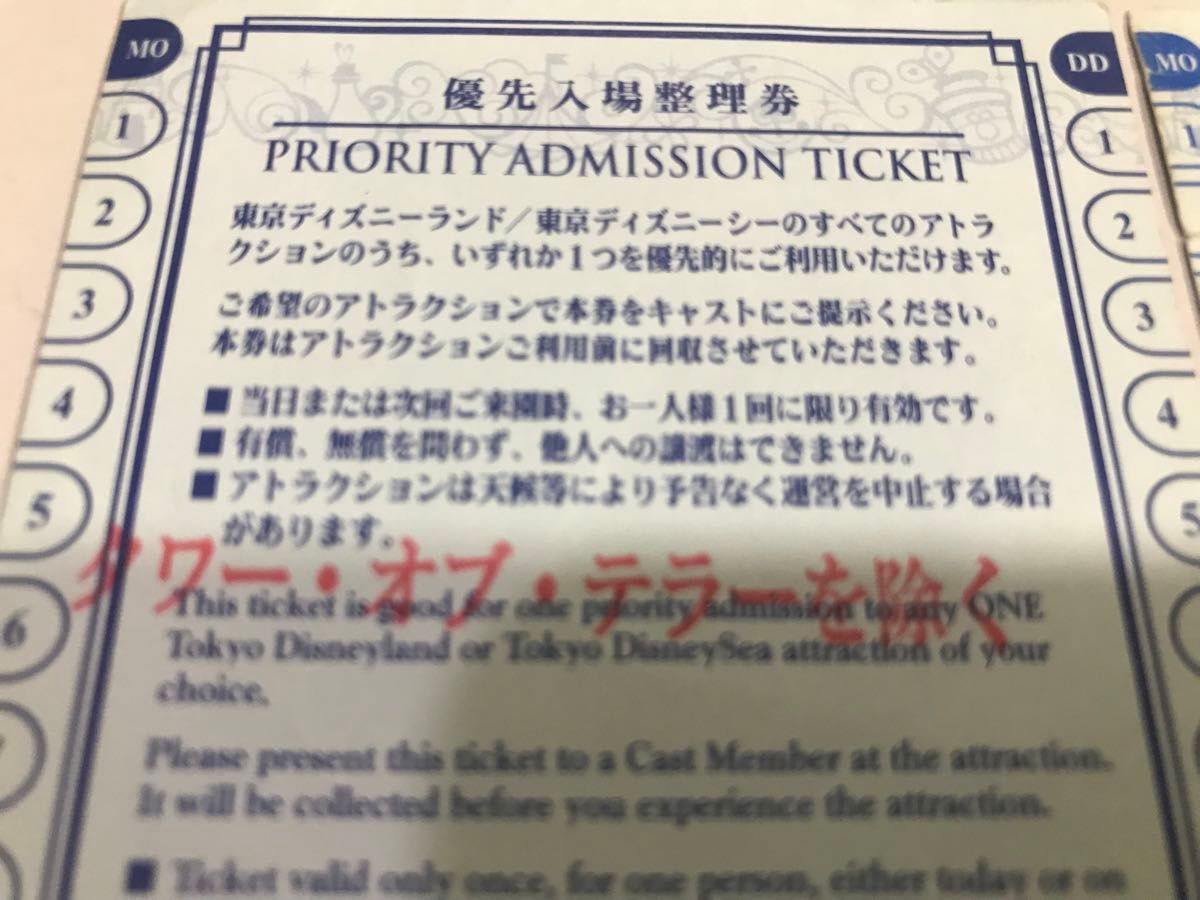 MO
DD
MO
優先入場整理券
PRIORITY ADMISSION TICKET
東京ディズニーランド/東京ディズニーシーのすべてのアトラ
クションのうち、いずれか1つを優先的にご利用いただけます。
ご希望のアトラクションで本券をキャストにご提示ください。
本券はアトラクションご利用前に回収させていただきます。
■ 当日または次回ご来園時、お一人様1回に限り有効です。
■ 有償、無償を問わず、他人への譲渡はできません。
■ アトラクションは天候等により予告なく運営を中止する場合
があります。
タワー・オブ・テラーを除く
This ticket is good for one priority admission to any ONE
Tokyo Disneyland or Tokyo DisneySea attraction of your
choice.
Please present this ticket to a Cast Member at the attraction.
It will be collected before you experience the attraction.
■ Ticket valid only once, for one person, either today or on
1
2
3
4
5
6
1
2
3
4
5
1